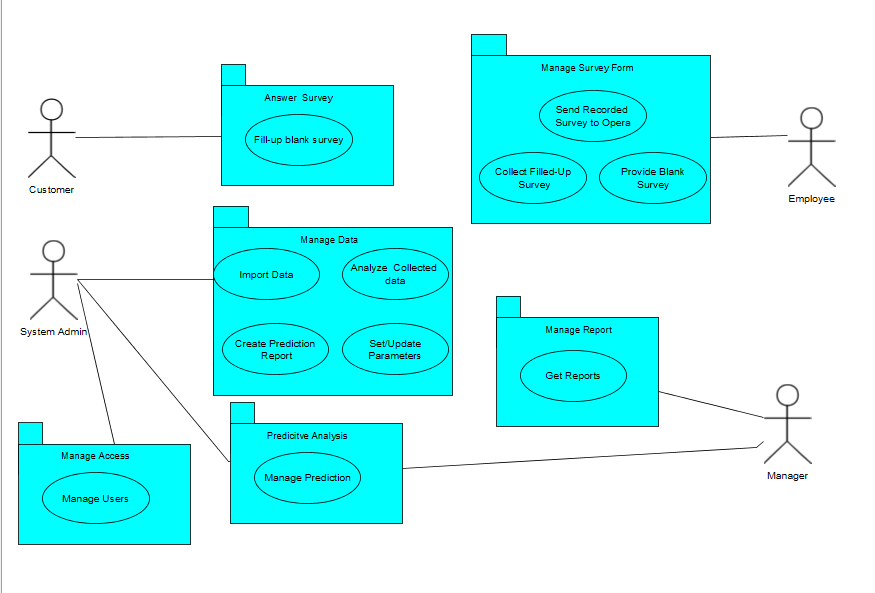 Manage Survey Form
Answer Survey
Send Recorded
Survey to Opera
Fill-up blank survey
Collect Filled-Up
Survey
Provide Blank
Survey
Customer
Employee
Manage Data
Import Data
Analyze Collected
data
System Admin
Manage Report
Create Prediction
Report
Set/Update
Parameters
Get Reports
Predicitve Analysis
Manage Access
Manage Prediction
Manager
Manage Users